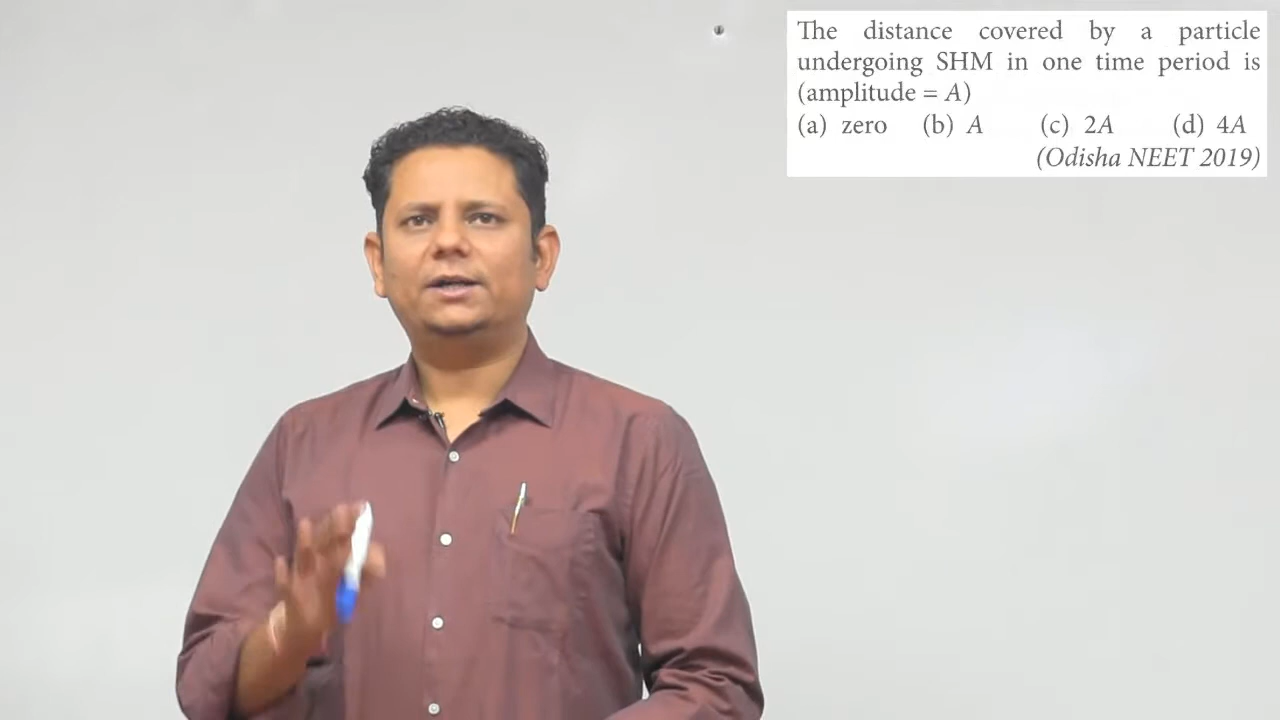 The distance covered by a particle
undergoing SHM in one time period is
(amplitude = A)
(a) zero (b) A (c) 2A (d) 4A
(Odisha NEET 2019)